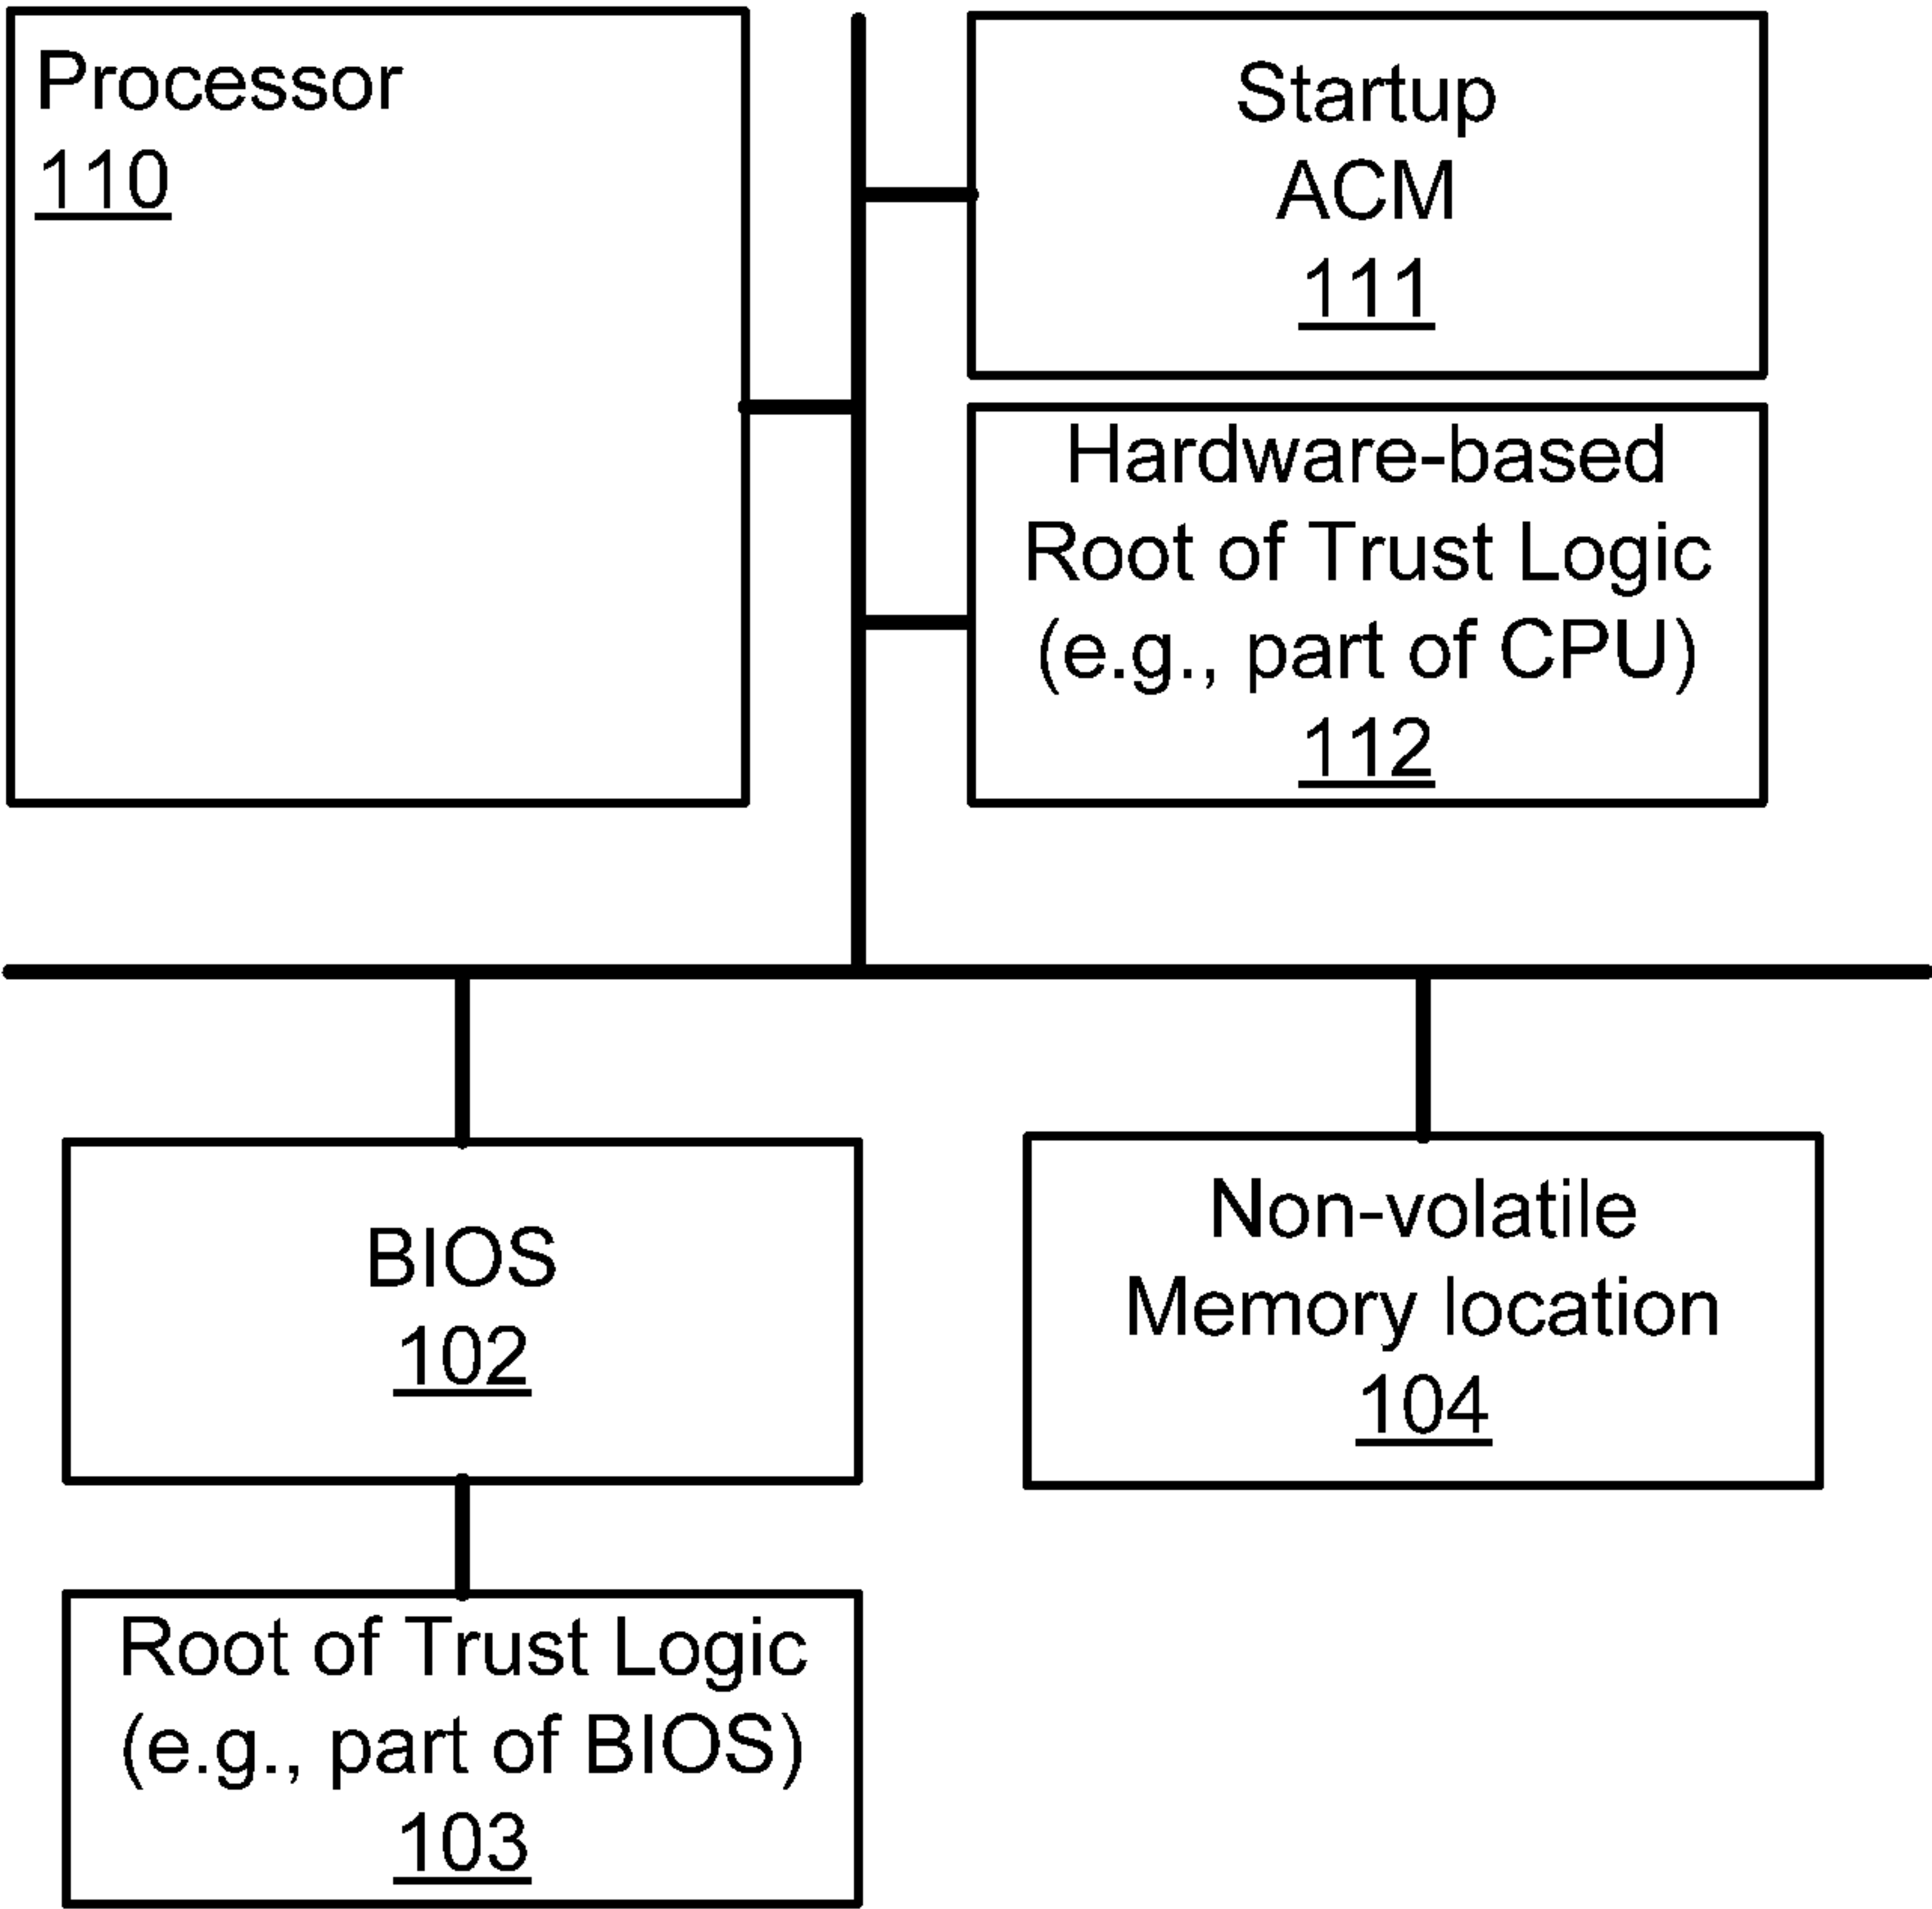 Processor
110
Startup
ACM
111
Hardware-based
Root of Trust Logic
(e.g., part of CPU)
112
BIOS
102
Non-volatile
Memory location
104
Root of Trust Logic
(e.g., part of BIOS)
103